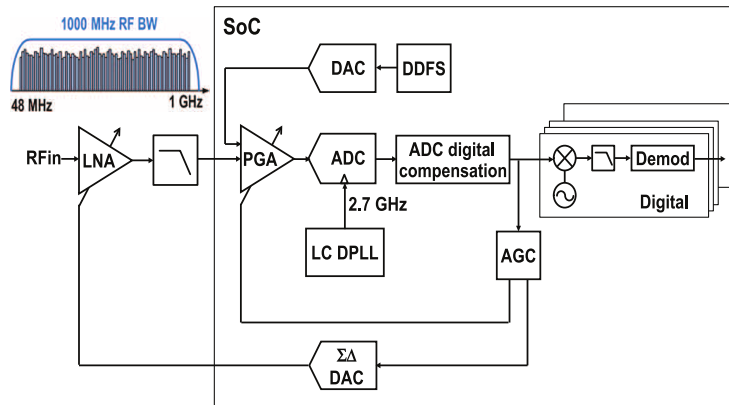 1000 MHz RF BW
48 MHz
1 GHz
SoC
DAC
DDFS
RFin
LNA
PGA
ADC
ADC digital
compensation
Demod
Digital
2.7 GHz
LC DPLL
AGC
ΣΔ
DAC